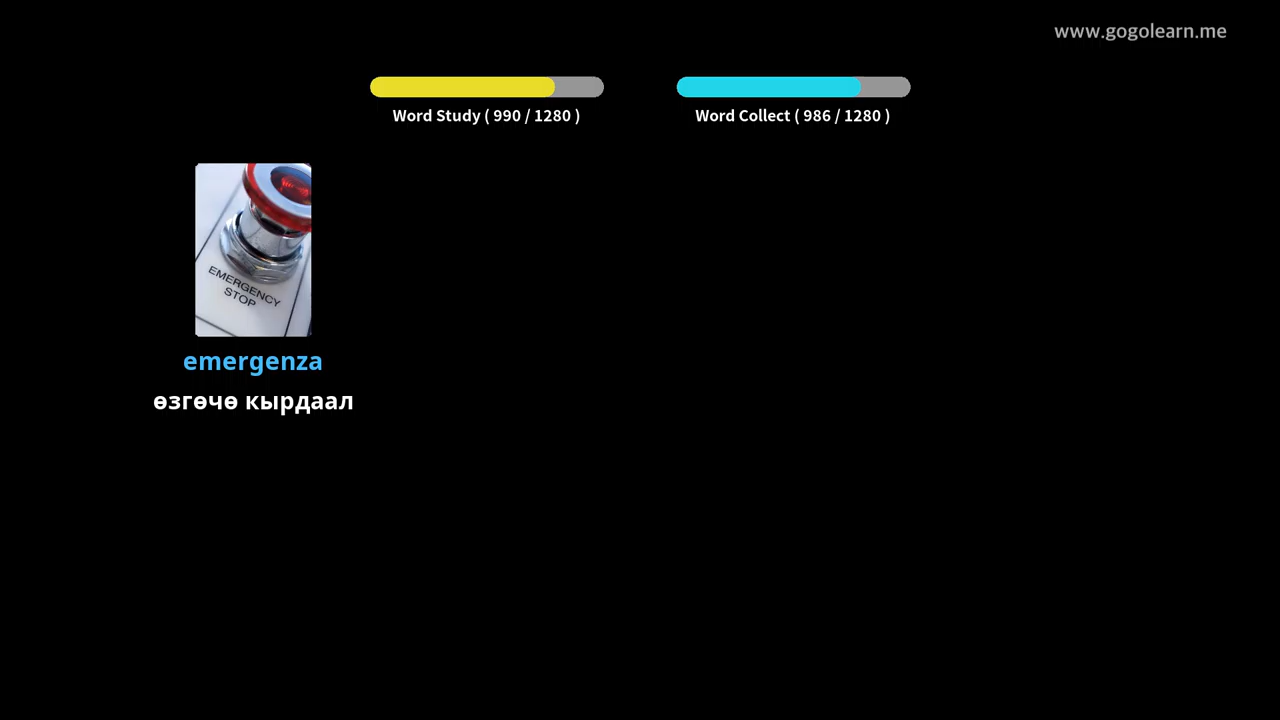 www.gogolearn.me
Word Study ( 990 / 1280 )
Word Collect ( 986 / 1280 )
EMERGENCY
STOP
emergenza
өзгөчө кырдаал